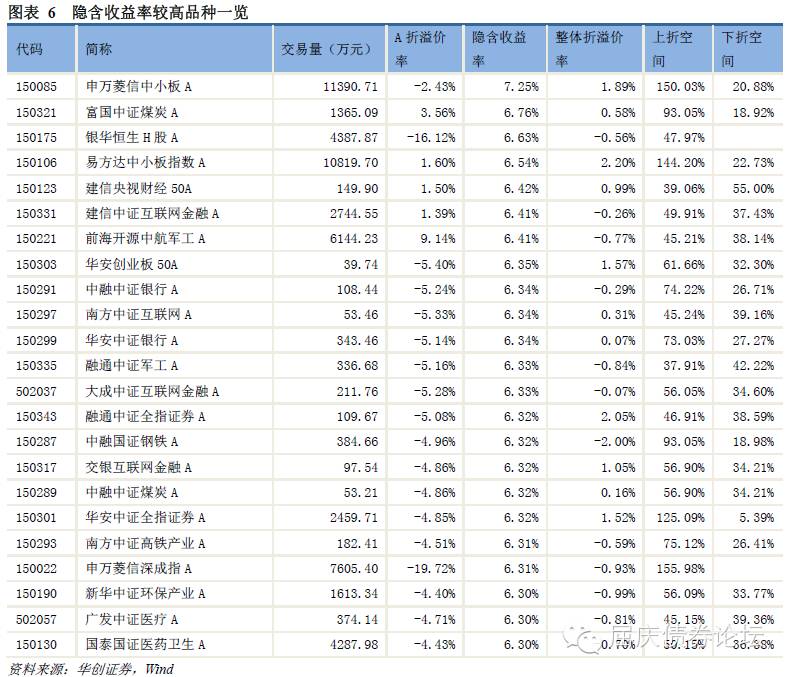 图表 6 隐含收益率较高品种一览
代码 简称 交易量（万元） A 折溢价率 隐含收益率 整体折溢价率 上折空间 下折空间
150085 申万菱信中小板 A 11390.71 -2.43% 7.25% 1.89% 150.03% 20.88%
150321 富国中证煤炭 A 1365.09 3.56% 6.76% 0.58% 93.05% 18.92%
150175 银华恒生 H 股 A 4387.87 -16.12% 6.63% -0.56% 47.97%
150106 易方达中小板指数 A 10819.70 1.60% 6.54% 2.20% 144.20% 22.73%
150123 建信央视财经 50A 149.90 1.50% 6.42% 0.99% 39.06% 55.00%
150331 建信中证互联网金融 A 2744.55 1.39% 6.41% -0.26% 49.91% 37.43%
150221 前海开源中航军工 A 6144.23 9.14% 6.41% -0.77% 45.21% 38.14%
150303 华安创业板 50A 39.74 -5.40% 6.35% 1.57% 61.66% 32.30%
150291 中融中证银行 A 108.44 -5.24% 6.34% -0.29% 74.22% 26.71%
150297 南方中证互联网 A 53.46 -5.33% 6.34% 0.31% 45.24% 39.16%
150299 华安中证银行 A 343.46 -5.14% 6.34% 0.07% 73.03% 27.27%
150335 融通中证军工 A 336.68 -5.16% 6.33% -0.84% 37.91% 42.22%
502037 大成中证互联网金融 A 211.76 -5.28% 6.33% -0.07% 56.05% 34.60%
150343 融通中证全指证券 A 109.67 -5.08% 6.32% 2.05% 46.91% 38.59%
150287 中融国证钢铁 A 384.66 -4.96% 6.32% -2.00% 93.05% 18.98%
150317 交银互联网金融 A 97.54 -4.86% 6.32% 1.05% 56.90% 34.21%
150289 中融中证煤炭 A 53.21 -4.86% 6.32% 0.16% 56.90% 34.21%
150301 华安中证全指证券 A 2459.71 -4.85% 6.32% 1.52% 125.09% 5.39%
150293 南方中证高铁产业 A 182.41 -4.51% 6.31% -0.59% 75.12% 26.41%
150022 申万菱信深成指 A 7605.40 -19.72% 6.31% -0.93% 155.98%
150190 新华中证环保产业 A 1613.34 -4.40% 6.30% -0.99% 56.09% 33.77%
502057 广发中证医疗 A 374.14 -4.71% 6.30% -0.81% 45.15% 39.36%
150130 国泰国证医药卫生 A 4287.98 -4.43% 6.30%
屈庆债券论坛
资料来源：华创证券，Wind